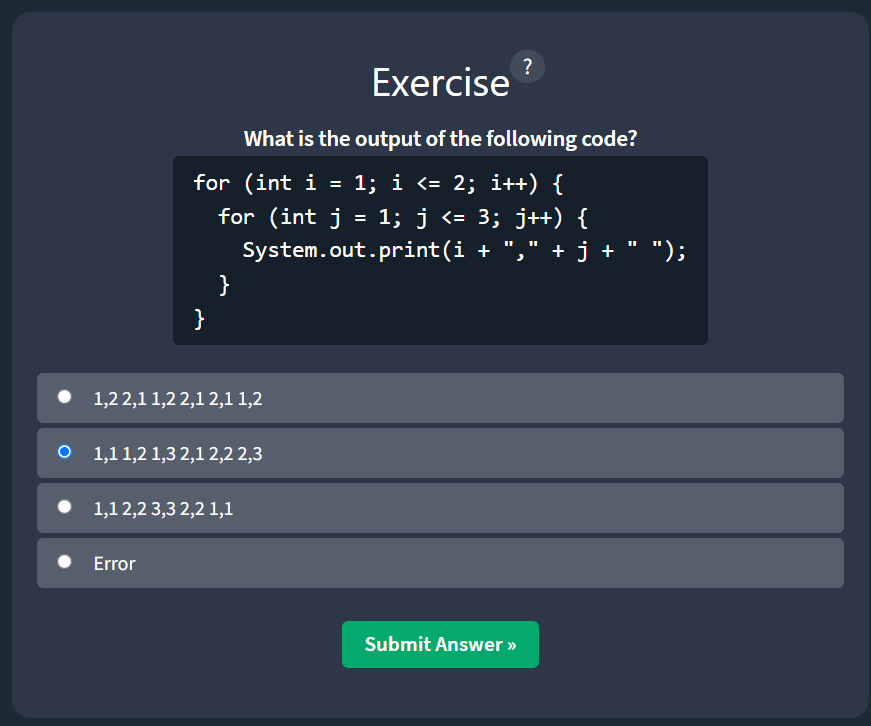 Exercise
?
What is the output of the following code?
for (int i = 1; i <= 2; i++) {
  for (int j = 1; j <= 3; j++) {
    System.out.print(i + "," + j + " ");
  }
}
1,2 2,1 1,2 2,1 2,1 1,2
1,1 1,2 1,3 2,1 2,2 2,3
1,1 2,2 3,3 2,2 1,1
Error
Submit Answer »